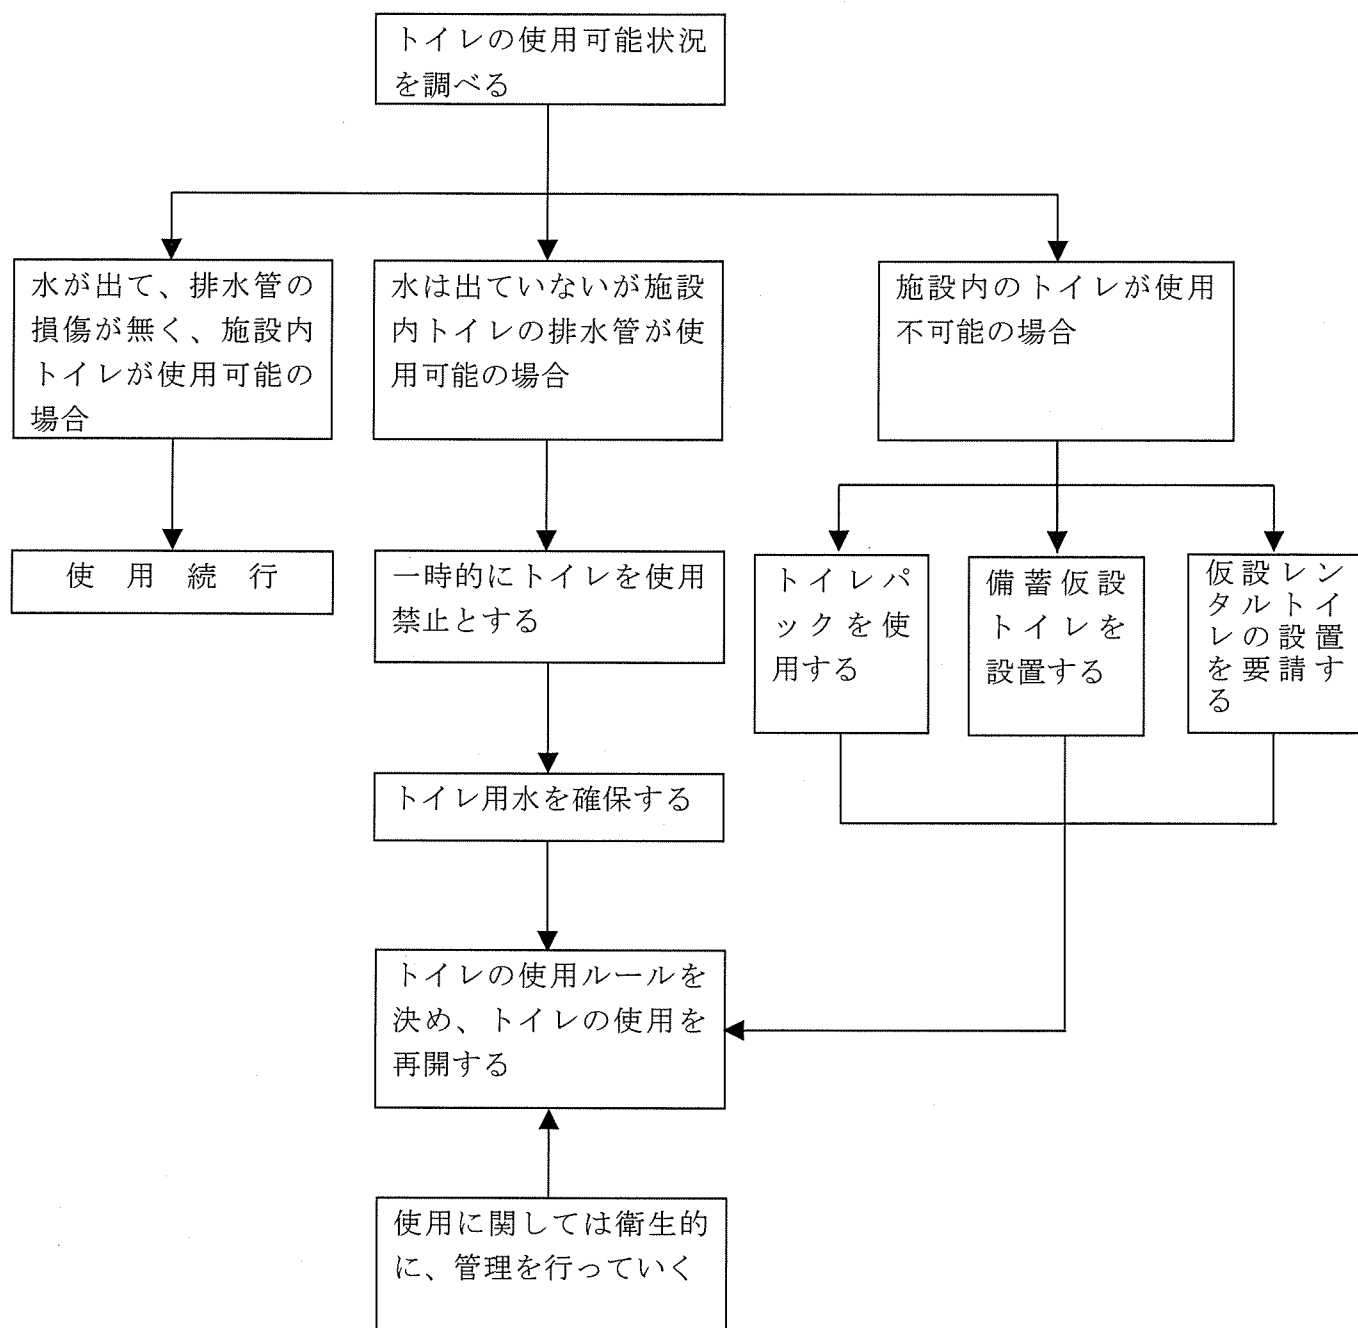 トイレの使用可能状況
を調べる
水が出て、排水管の
損傷が無く、施設内
トイレが使用可能の
場合
水は出ていないが施設
内トイレの排水管が使
用可能の場合
施設内のトイレが使用
不可能の場合
使用続行
一時的にトイレを使用
禁止とする
トイレパ
ックを使
用する
備蓄仮設
トイレを
設置する
仮設レン
タルトイ
レの設置
を要請す
る
トイレ用水を確保する
トイレの使用ルールを
決め、トイレの使用を
再開する
使用に関しては衛生的
に、管理を行っていく